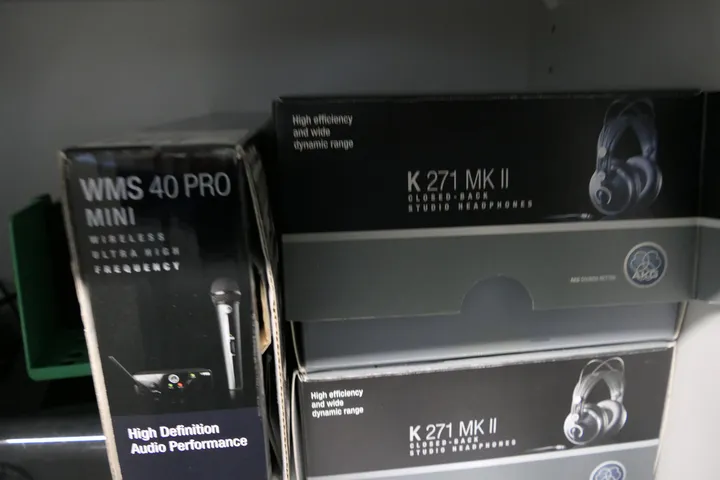 WMS 40 PRO
MINI
WIRELESS
ULTRA HIGH
FREQUENCY
High Definition
Audio Performance
High efficiency
and wide
dynamic range
K 271 MK II
CLOSED-BACK
STUDIO HEADPHONES
AKG
High efficiency
and wide
dynamic range
K 271 MK II
CLOSED-BACK
STUDIO HEADPHONES